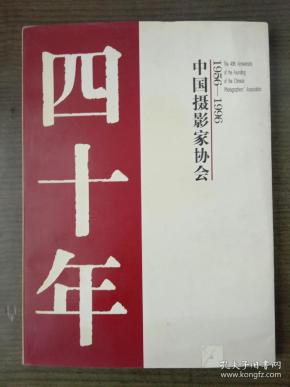 四十年
中国摄影家协会
1956—1996
The 40th Anniversary
of the Founding
of the Chinese
Photographers' Association
孔夫子旧书网